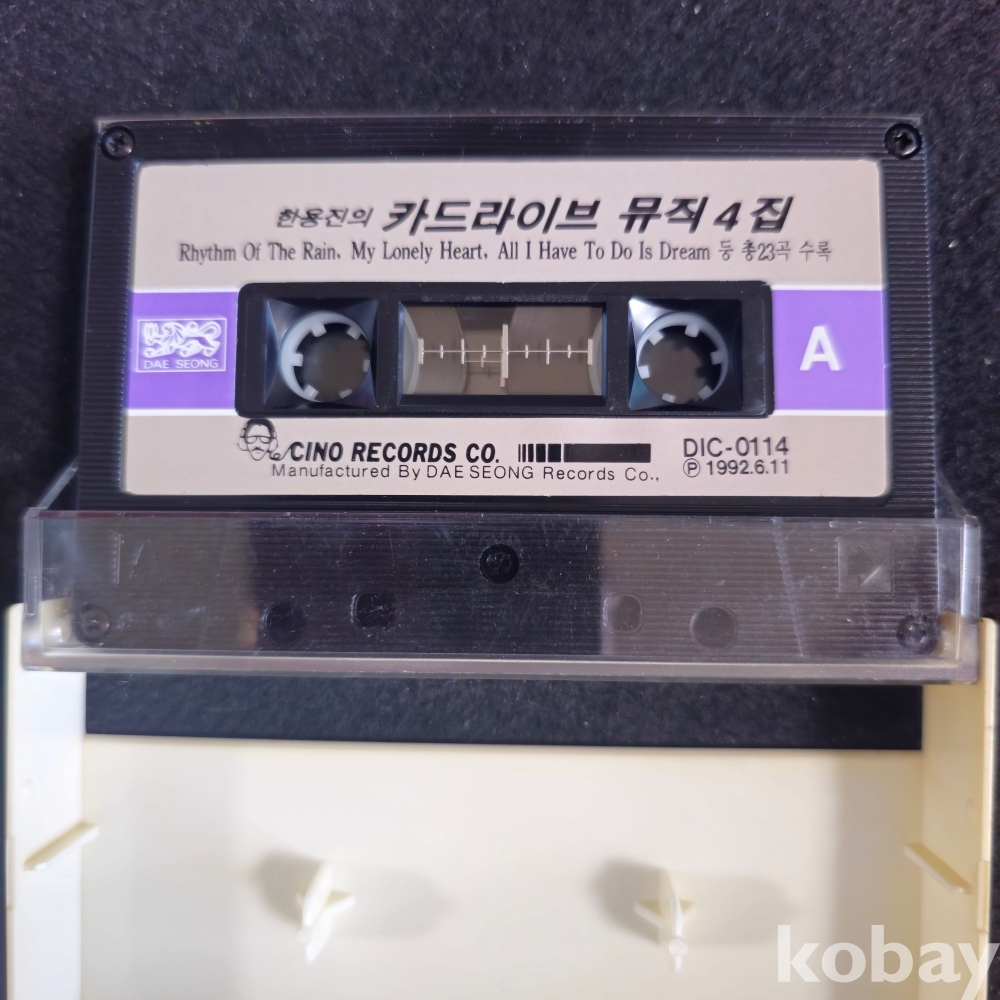 한용진의 카드라이브 뮤직 4 집
Rhythm Of The Rain, My Lonely Heart, All I Have To Do Is Dream 등 총23곡 수록
DAE SEONG
A
CINO RECORDS CO.
DIC-0114
Manufactured By DAE SEONG Records Co.,
Ⓟ 1992.6.11
kobay